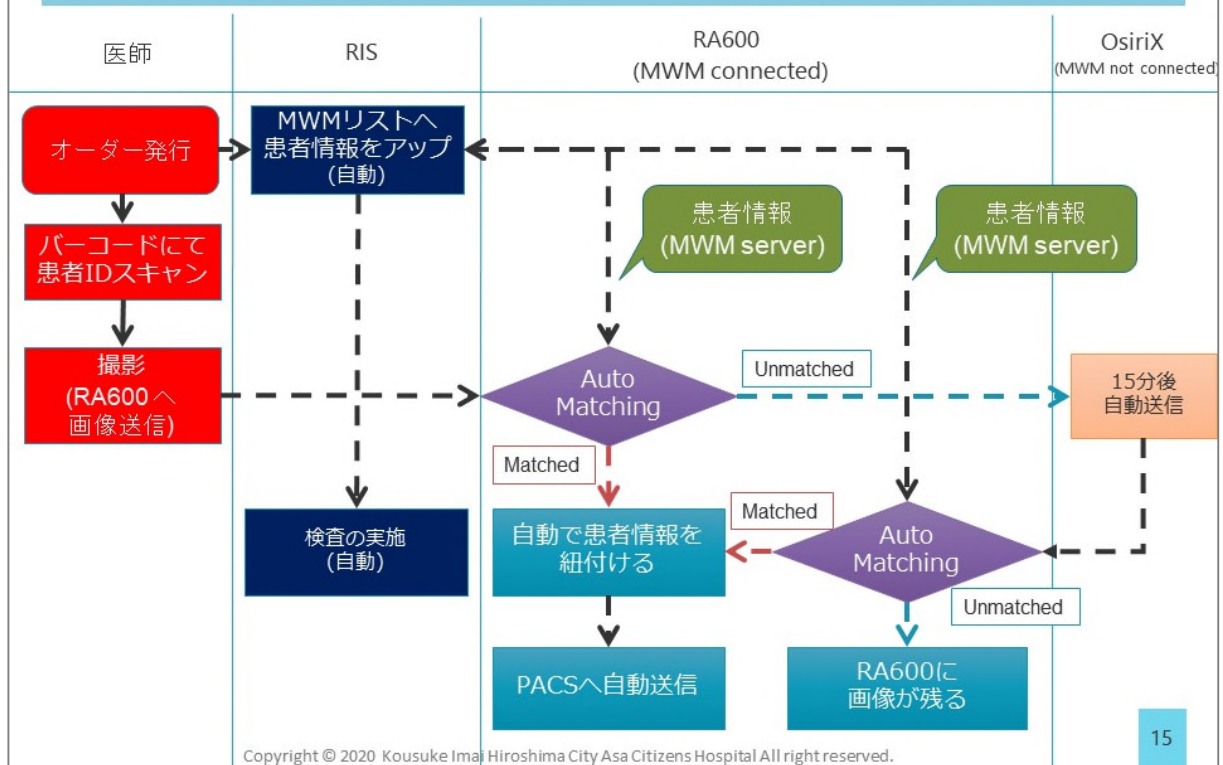 医師
RIS
RA600
(MWM connected)
OsiriX
(MWM not connected)
オーダー発行
MWMリストへ
患者情報をアップ
(自動)
患者情報
(MWM server)
患者情報
(MWM server)
バーコードにて
患者IDスキャン
撮影
(RA600へ
画像送信)
Auto
Matching
Unmatched
15分後
自動送信
Matched
検査の実施
(自動)
自動で患者情報を
紐付ける
Matched
Auto
Matching
Unmatched
PACSへ自動送信
RA600に
画像が残る
15
Copyright © 2020 Kousuke Imai Hiroshima City Asa Citizens Hospital All right reserved.